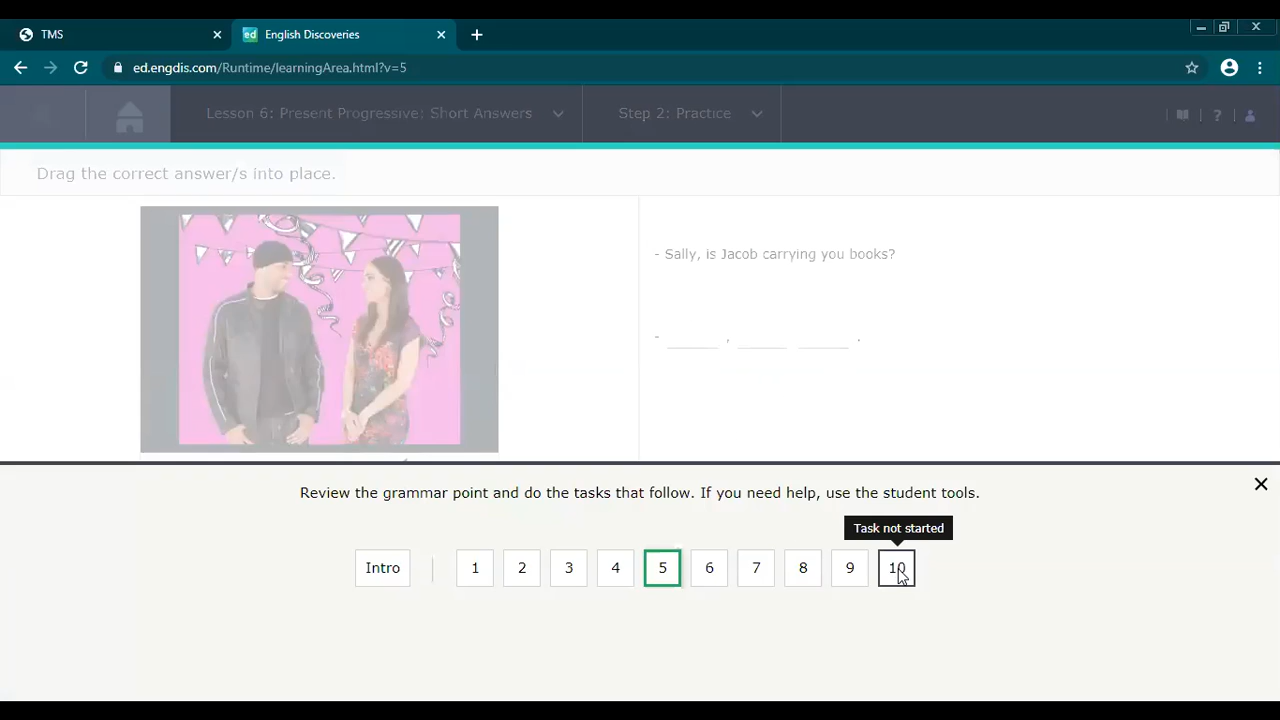 TMS
English Discoveries
ed.engdis.com/Runtime/learningArea.html?v=5
Lesson 6: Present Progressive: Short Answers
Step 2: Practice
Drag the correct answer/s into place.
- Sally, is Jacob carrying you books?
- ______ , ______ ______ .
Review the grammar point and do the tasks that follow. If you need help, use the student tools.
Task not started
Intro 1 2 3 4 5 6 7 8 9 10